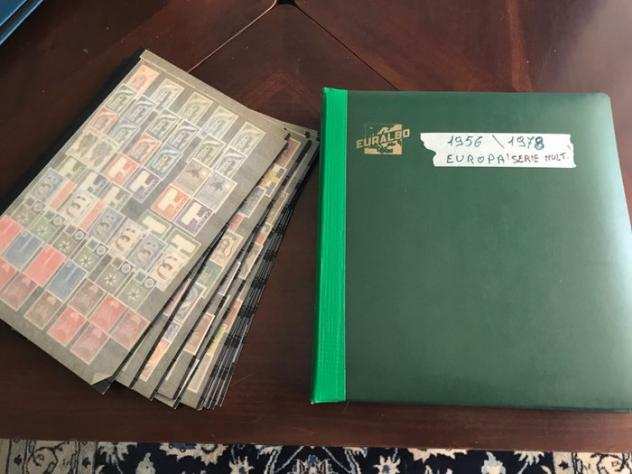 EURALBO
1956 \ 1978
EUROPA' SERIE MULT.